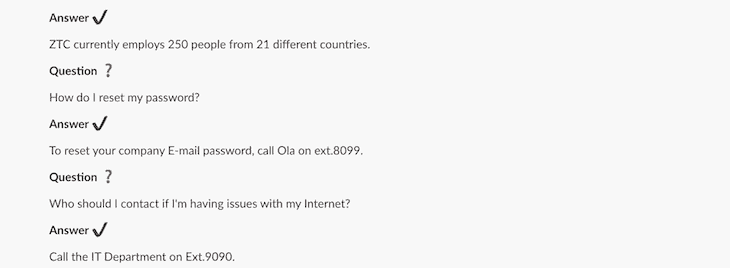 Answer ✔
ZTC currently employs 250 people from 21 different countries.
Question ❓
How do I reset my password?
Answer ✔
To reset your company E-mail password, call Ola on ext.8099.
Question ❓
Who should I contact if I'm having issues with my Internet?
Answer ✔
Call the IT Department on Ext.9090.